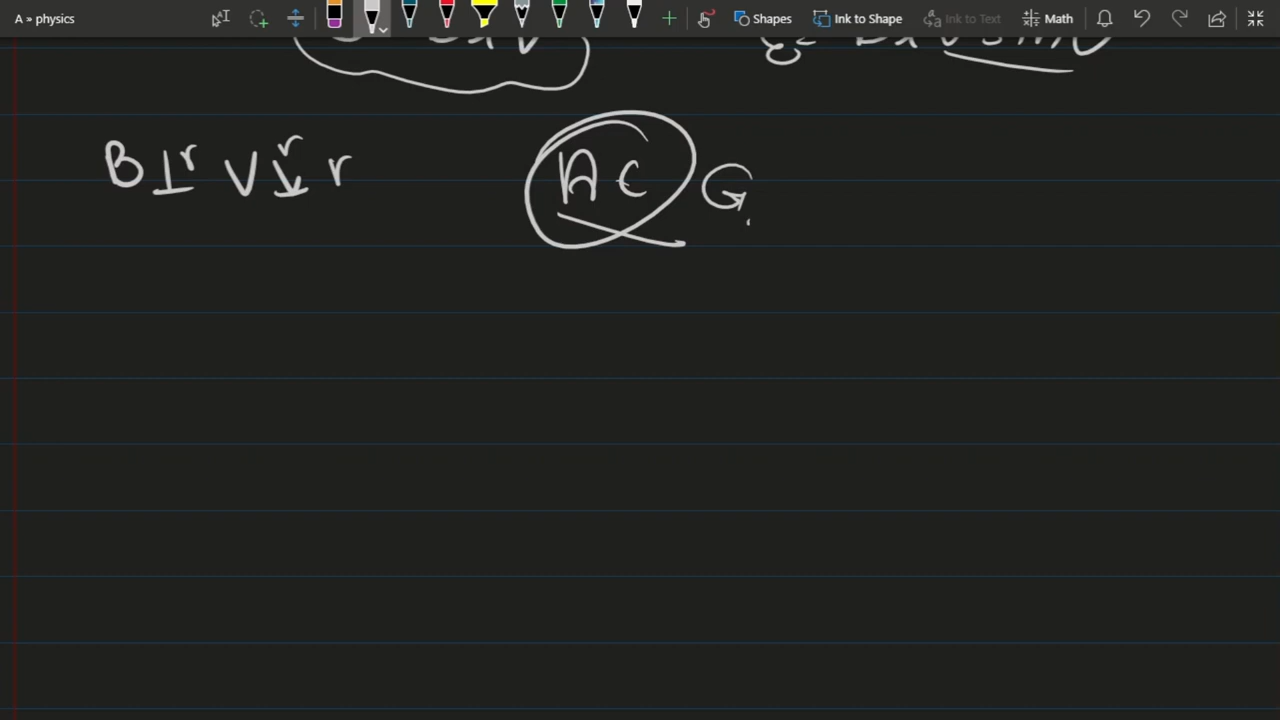 A » physics
Shapes Ink to Shape Ink to Text Math
B ⊥r V ⊥r r AC G